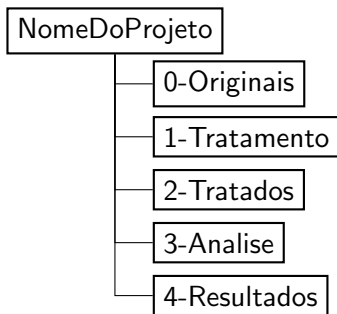 NomeDoProjeto
0-Originais
1-Tratamento
2-Tratados
3-Analise
4-Resultados